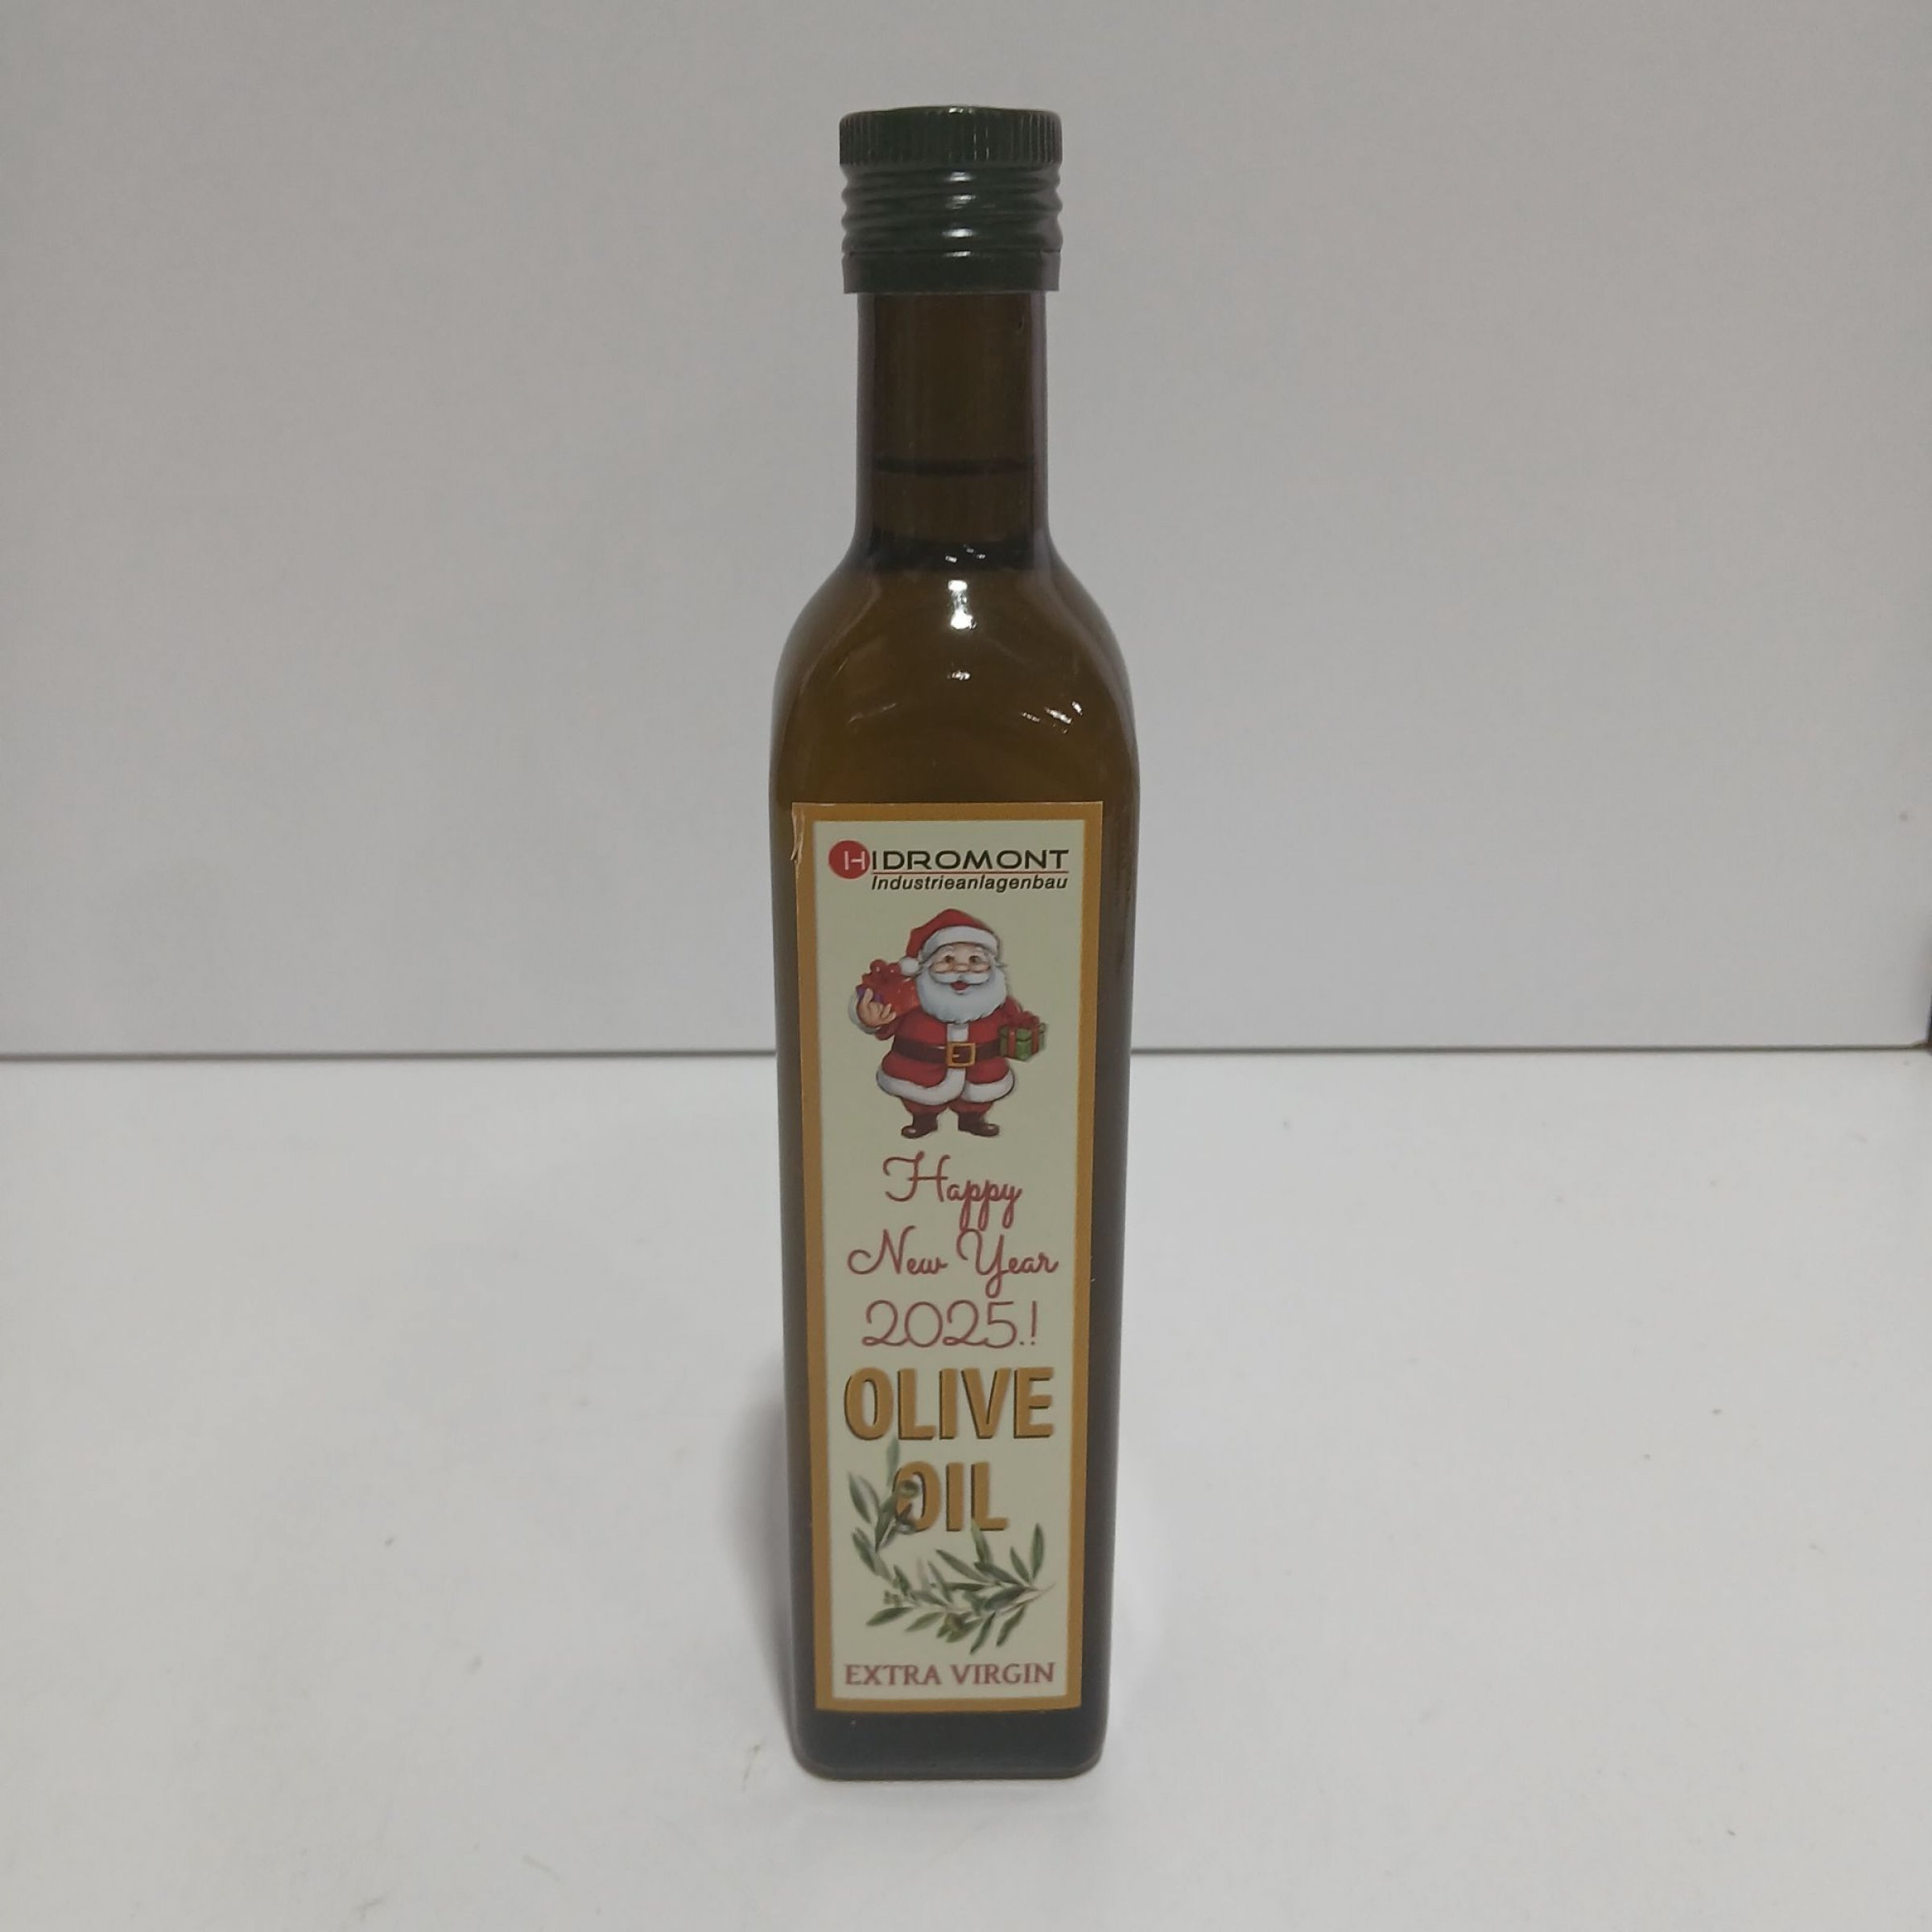 HIDROMONT
Industrieanlagenbau
Happy
New Year
2025.!
OLIVE
OIL
EXTRA VIRGIN